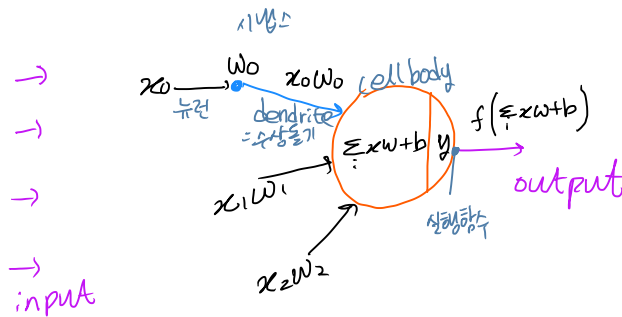 시냅스
w₀
x₀
뉴런
x₀w₀
dendrite
=수상돌기
cell body
Σxw+b
i
y
f(Σxw+b)
i
output
실행함수
x₁w₁
x₂w₂
input